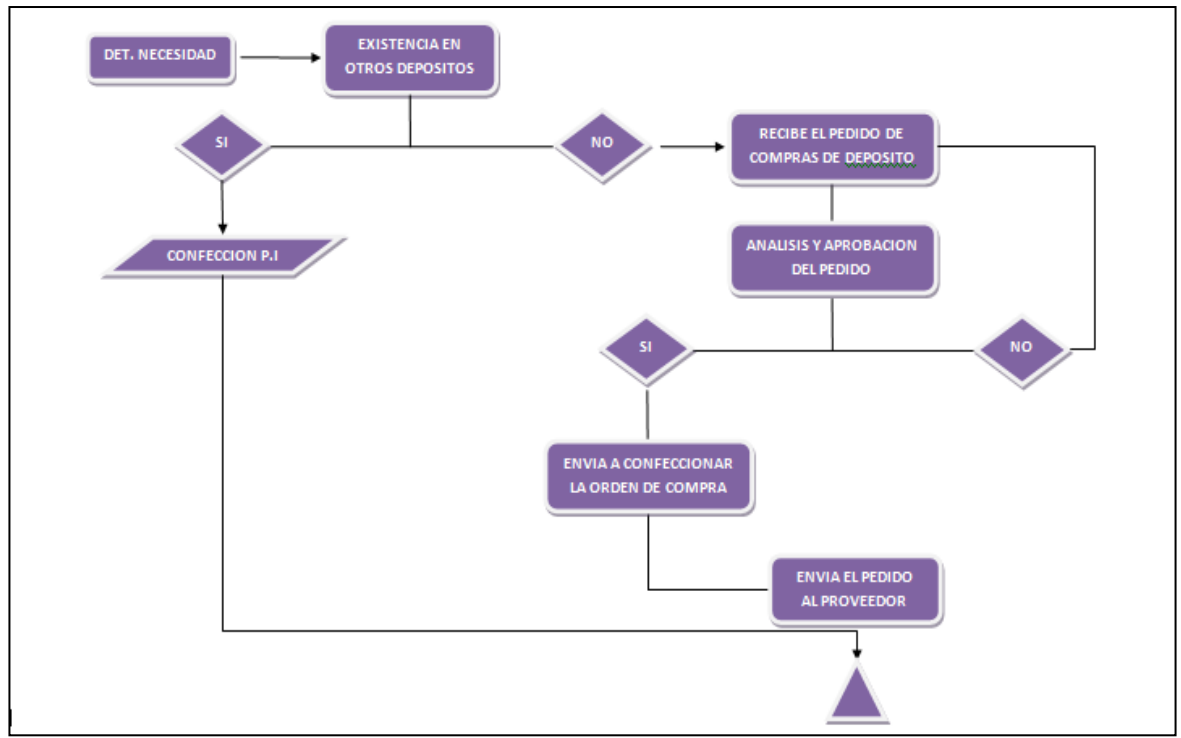 DET. NECESIDAD
EXISTENCIA EN
OTROS DEPOSITOS
SI
NO
RECIBE EL PEDIDO DE
COMPRAS DE DEPOSITO
CONFECCION P.I
ANALISIS Y APROBACION
DEL PEDIDO
SI
NO
ENVIA A CONFECCIONAR
LA ORDEN DE COMPRA
ENVIA EL PEDIDO
AL PROVEEDOR